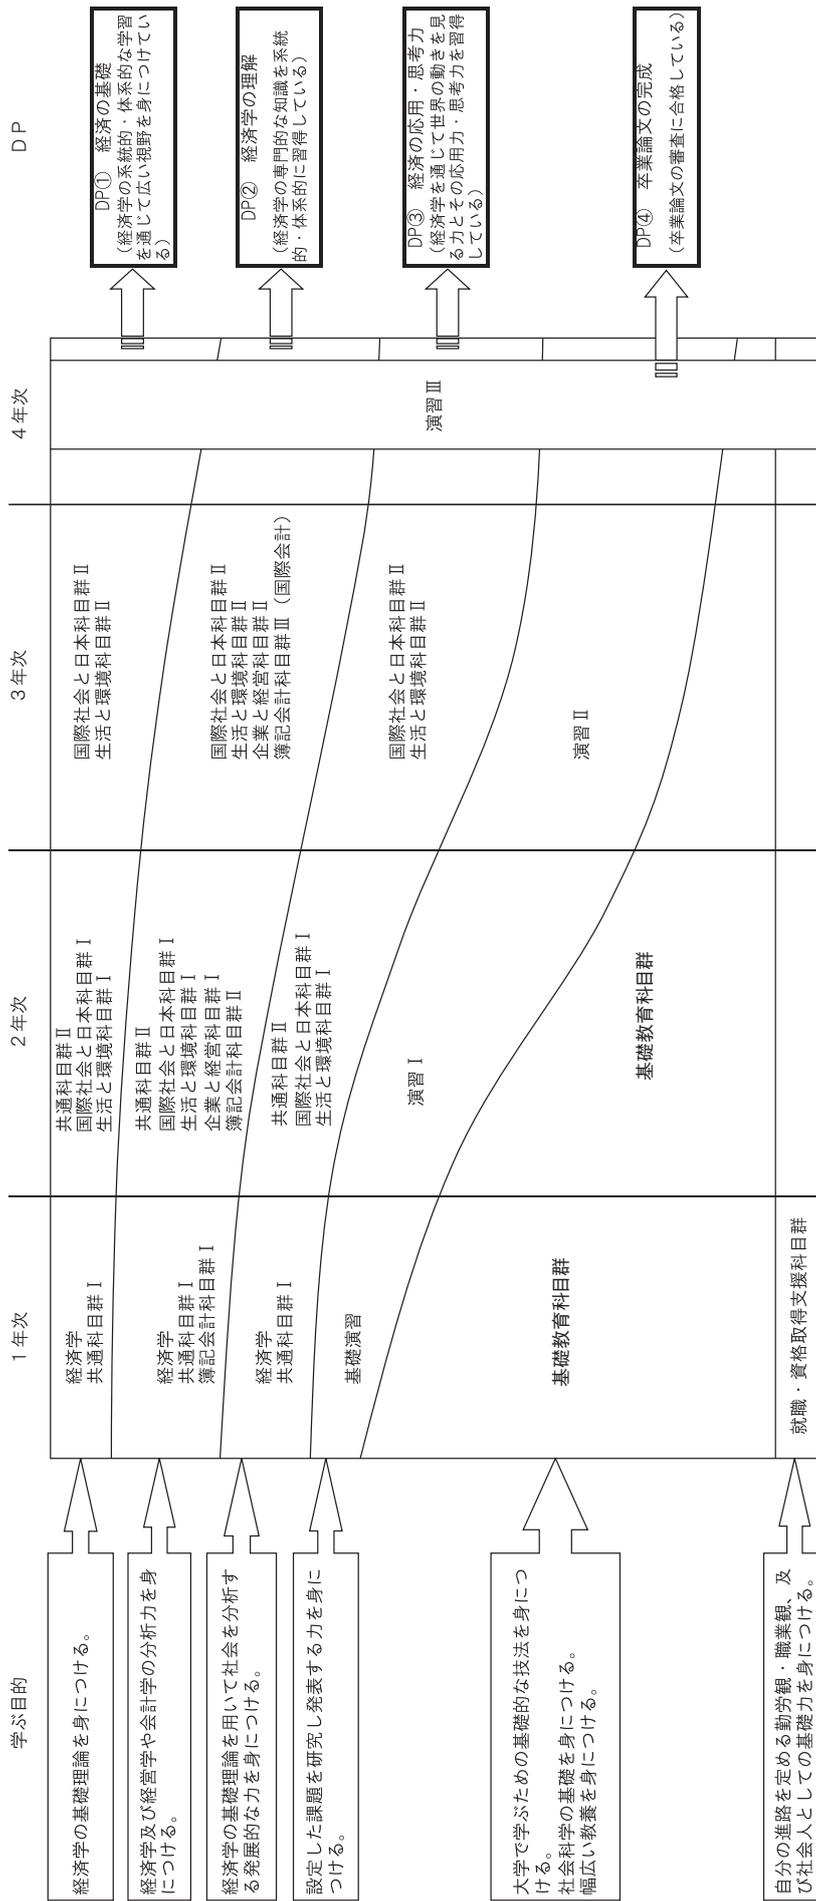 学ぶ目的
1年次
2年次
3年次
4年次
DP
経済学の基礎理論を身につける。
経済学
共通科目群Ⅰ
共通科目群Ⅱ
国際社会と日本科目群Ⅰ
生活と環境科目群Ⅰ
国際社会と日本科目群Ⅱ
生活と環境科目群Ⅱ
DP① 経済の基礎
(経済学の系統的・体系的な学習
を通じて広い視野を身につけてい
る)
経済学及び経営学や会計学の分析力を身
につける。
経済学
共通科目群Ⅰ
簿記会計科目群Ⅰ
共通科目群Ⅱ
国際社会と日本科目群Ⅰ
生活と環境科目群Ⅰ
企業と経営科目群Ⅰ
簿記会計科目群Ⅱ
国際社会と日本科目群Ⅱ
生活と環境科目群Ⅱ
企業と経営科目群Ⅱ
簿記会計科目群Ⅲ(国際会計)
DP② 経済学の理解
(経済学の専門的な知識を系統
的・体系的に習得している)
経済学の基礎理論を用いて社会を分析す
る発展的な力を身につける。
経済学
共通科目群Ⅰ
共通科目群Ⅱ
国際社会と日本科目群Ⅰ
生活と環境科目群Ⅰ
国際社会と日本科目群Ⅱ
生活と環境科目群Ⅱ
DP③ 経済の応用・思考力
(経済学を通じて世界の動きを見
る力とその応用力・思考力を習得
している)
設定した課題を研究し発表する力を身に
つける。
基礎演習
演習Ⅰ
演習Ⅱ
演習Ⅲ
DP④ 卒業論文の完成
(卒業論文の審査に合格している)
大学で学ぶための基礎的な技法を身につ
ける。
社会科学の基礎を身につける。
幅広い教養を身につける。
基礎教育科目群
基礎教育科目群
自分の進路を定める勤労観・職業観、及
び社会人としての基礎力を身につける。
就職・資格取得支援科目群